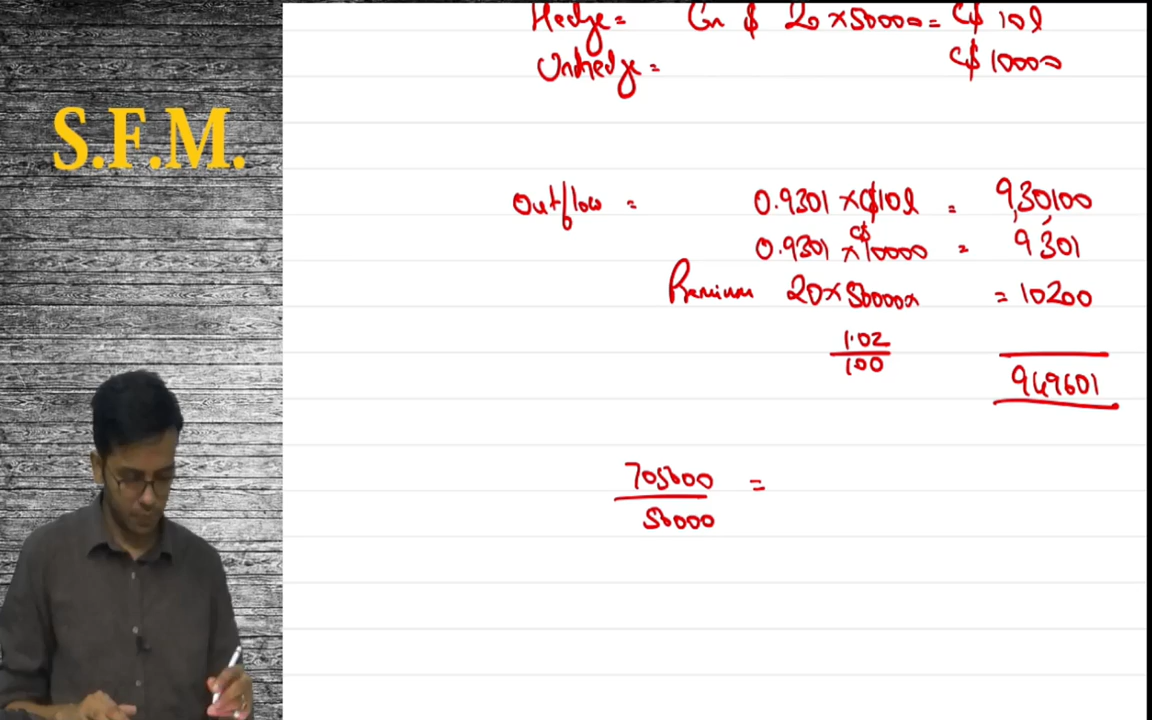 S.F.M.
Hedge = Cn $ 20 × 50000 = C$ 10l
Unhedge = C$ 10000
Outflow = 0.9301 × C$10l = 9,30,100
0.9301 × C$10000 = 9301
Premium 20 × 50000 × 1.02/100 = 10200
949601
705000/50000 =